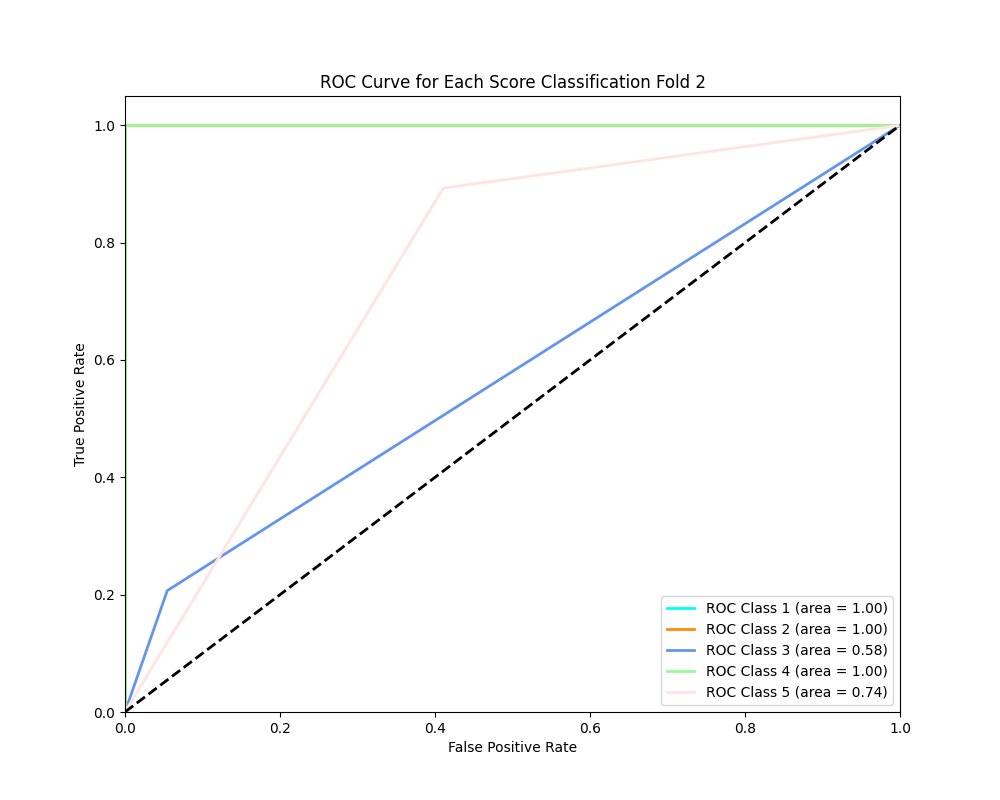 ROC Curve for Each Score Classification Fold 2
1.0
0.8
0.6
0.4
0.2
0.0
True Positive Rate
0.0 0.2 0.4 0.6 0.8 1.0
False Positive Rate
ROC Class 1 (area = 1.00)
ROC Class 2 (area = 1.00)
ROC Class 3 (area = 0.58)
ROC Class 4 (area = 1.00)
ROC Class 5 (area = 0.74)